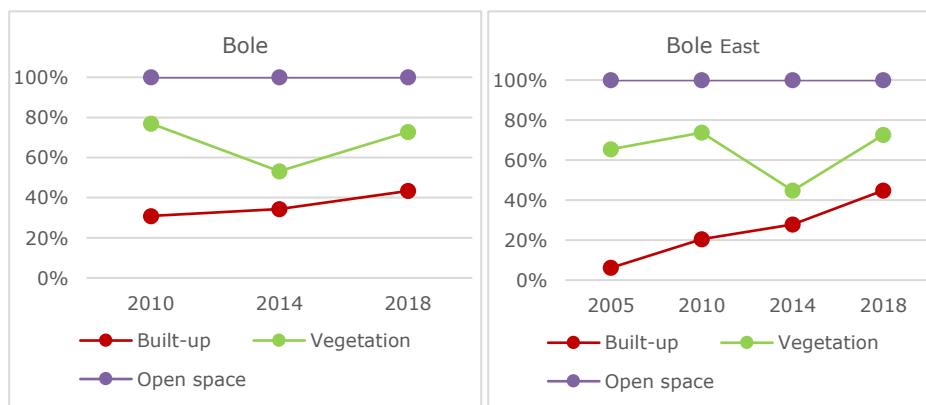 Bole
100%
80%
60%
40%
20%
0%
2010 2014 2018
Built-up Vegetation
Open space
Bole East
100%
80%
60%
40%
20%
0%
2005 2010 2014 2018
Built-up Vegetation
Open space